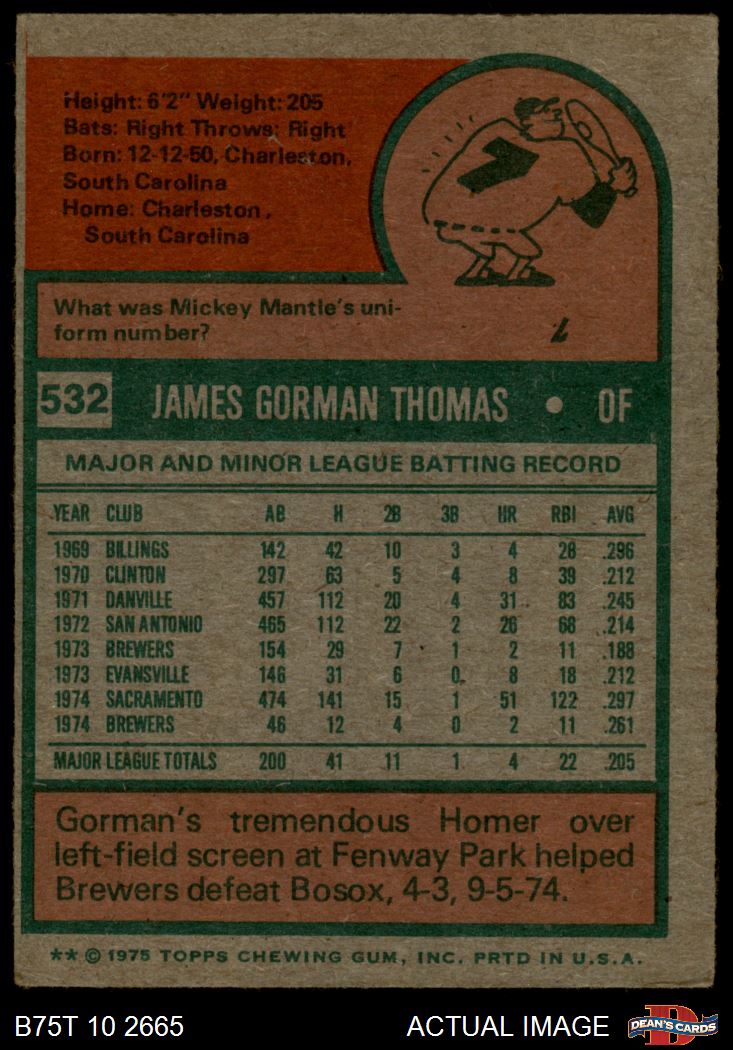 Height: 6'2" Weight: 205
Bats: Right Throws: Right
Born: 12-12-50, Charleston,
South Carolina
Home: Charleston,
South Carolina
7
What was Mickey Mantle's uni-
form number?
7
532 JAMES GORMAN THOMAS • OF
MAJOR AND MINOR LEAGUE BATTING RECORD
YEAR CLUB AB H 2B 3B HR RBI AVG
1969 BILLINGS 142 42 10 3 4 28 .296
1970 CLINTON 297 63 5 4 8 39 .212
1971 DANVILLE 457 112 20 4 31 83 .245
1972 SAN ANTONIO 465 112 22 2 26 68 .214
1973 BREWERS 154 29 7 1 2 11 .188
1973 EVANSVILLE 146 31 6 0 8 18 .212
1974 SACRAMENTO 474 141 15 1 51 122 .297
1974 BREWERS 46 12 4 0 2 11 .261
MAJOR LEAGUE TOTALS 200 41 11 1 4 22 .205
Gorman's tremendous Homer over
left-field screen at Fenway Park helped
Brewers defeat Bosox, 4-3, 9-5-74.
** © 1975 TOPPS CHEWING GUM, INC. PRTD IN U.S.A.
B75T 10 2665 ACTUAL IMAGE D DEAN'S CARDS